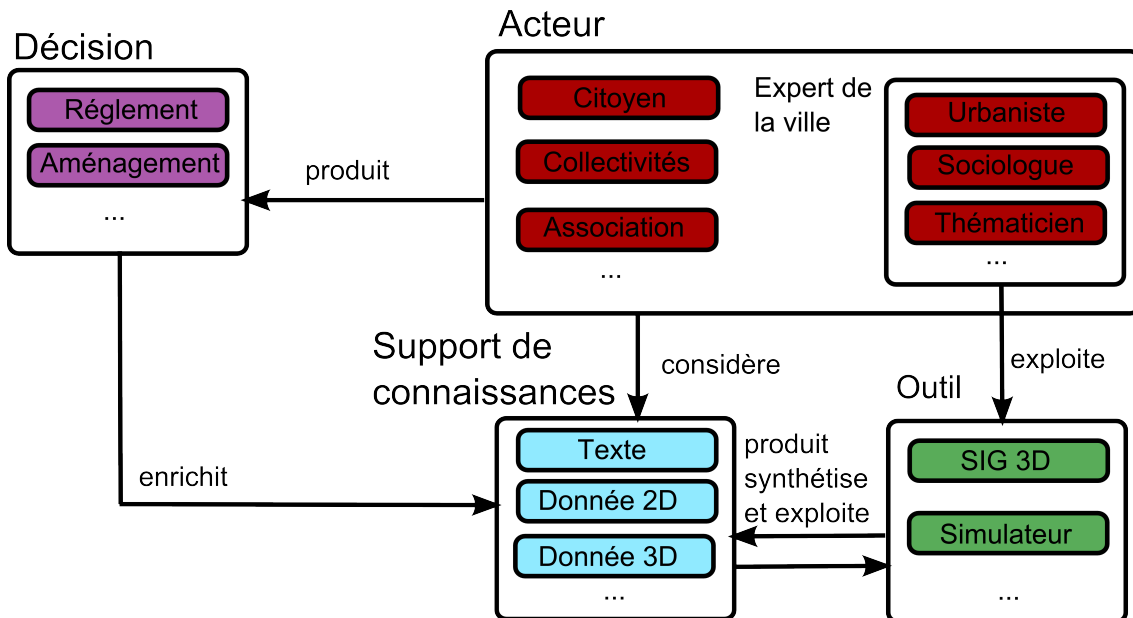 Décision
Réglement
Aménagement
...
produit
Acteur
Citoyen
Collectivités
Association
...
Expert de
la ville
Urbaniste
Sociologue
Thématicien
...
considère
exploite
enrichit
Support de
connaissances
Texte
Donnée 2D
Donnée 3D
...
produit
synthétise
et exploite
Outil
SIG 3D
Simulateur
...